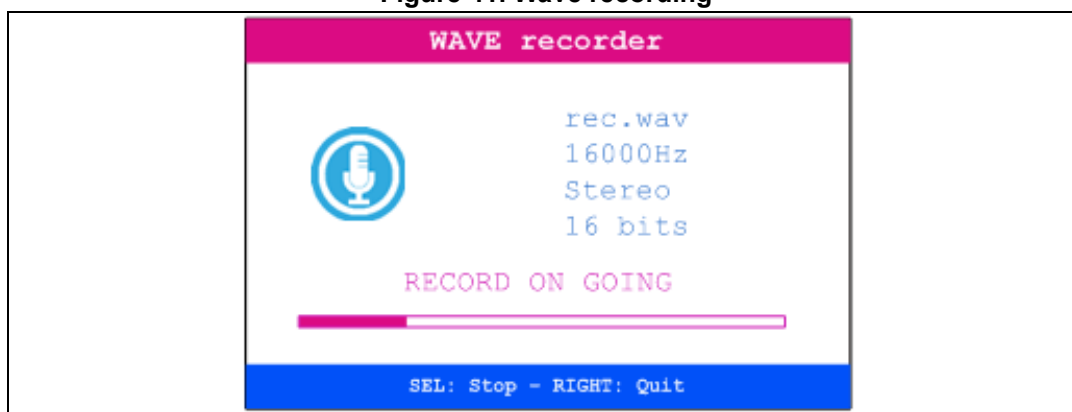 WAVE recorder
rec.wav
16000Hz
Stereo
16 bits
RECORD ON GOING
SEL: Stop - RIGHT: Quit